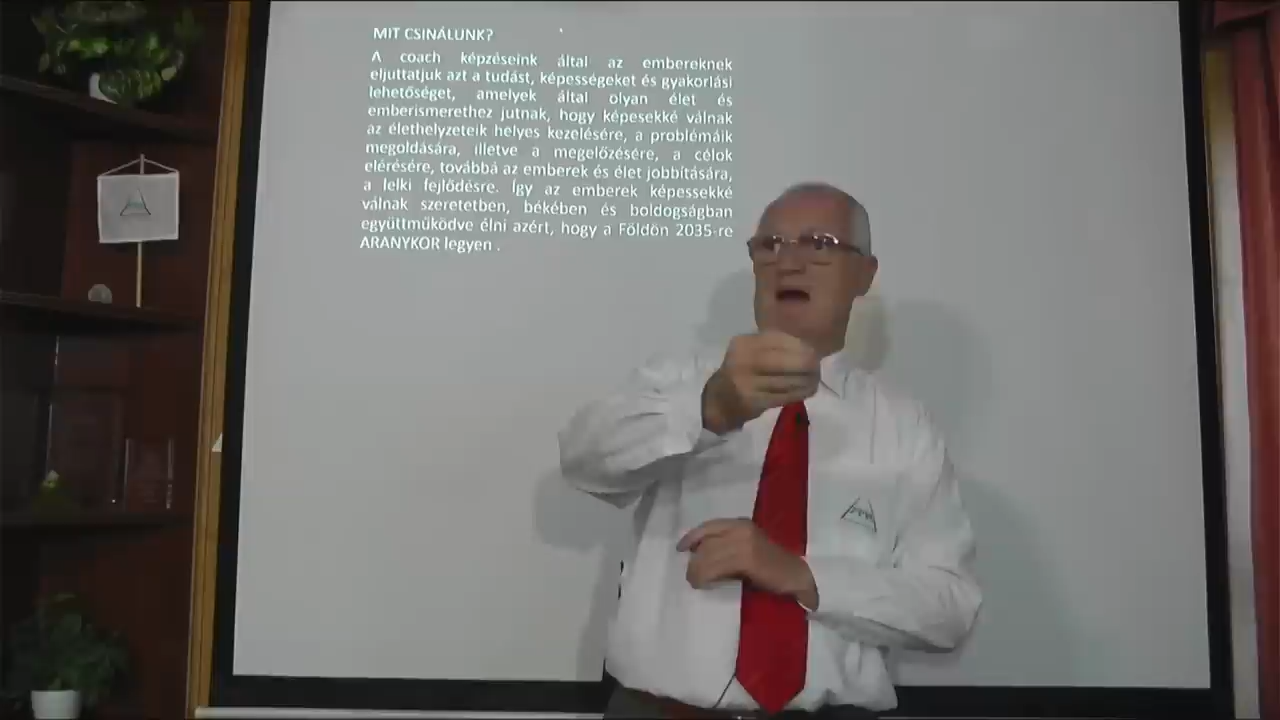 MIT CSINÁLUNK?
A coach képzéseink által az embereknek
eljuttatjuk azt a tudást, képességeket és gyakorlási
lehetőséget, amelyek által olyan élet és
emberismerethez jutnak, hogy képesekké válnak
az élethelyzeteik helyes kezelésére, a problémáik
megoldására, illetve a megelőzésére, a célok
elérésére, továbbá az emberek és élet jobbítására,
a lelki fejlődésre. Így az emberek képessekké
válnak szeretetben, békében és boldogságban
együttműködve élni azért, hogy a Földön 2035-re
ARANYKOR legyen .